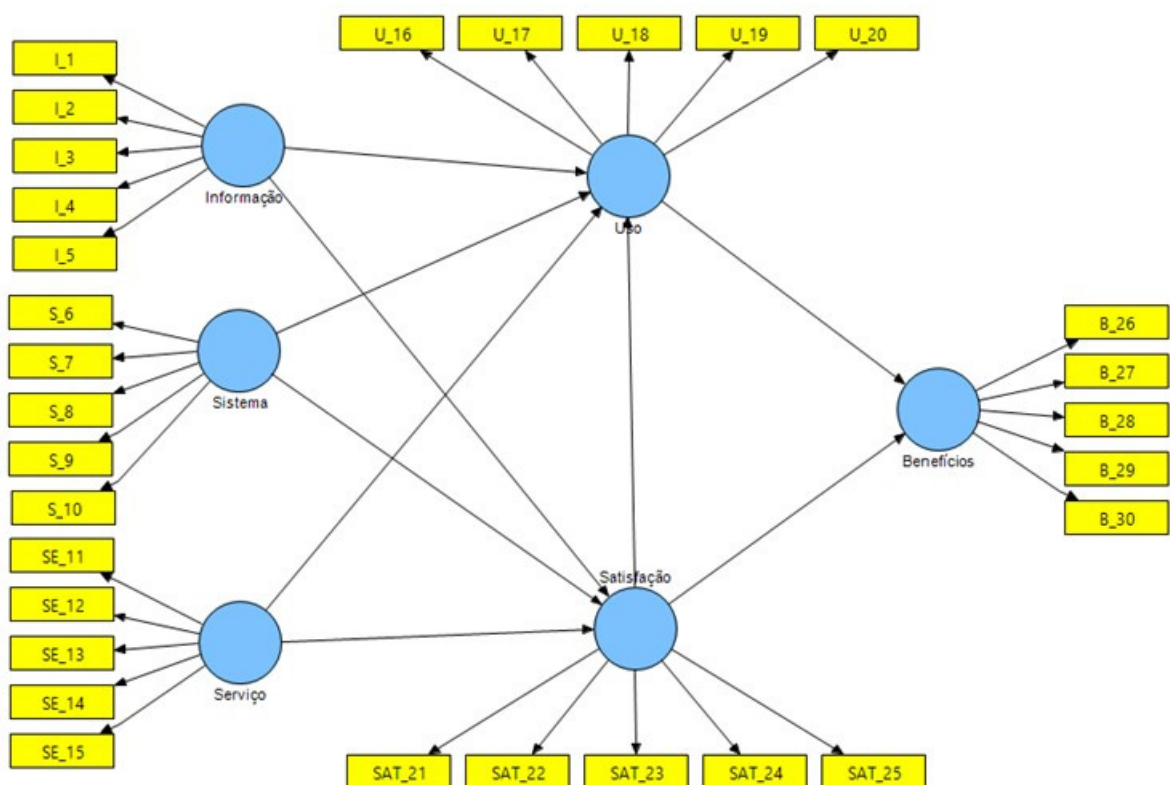 U_16
U_17
U_18
U_19
U_20
I_1
I_2
I_3
I_4
I_5
Informação
Uso
S_6
S_7
S_8
S_9
S_10
Sistema
B_26
B_27
B_28
B_29
B_30
Benefícios
SE_11
SE_12
SE_13
SE_14
SE_15
Serviço
Satisfação
SAT_21
SAT_22
SAT_23
SAT_24
SAT_25